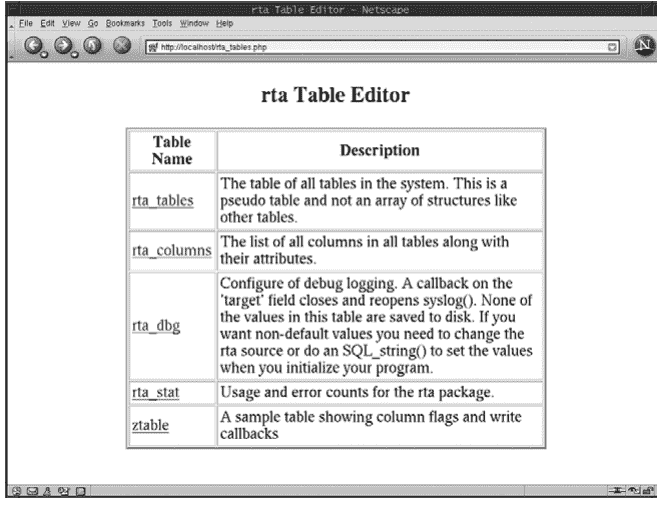 rta Table Editor - Netscape
File Edit View Go Bookmarks Tools Window Help
http://localhost/rta_tables.php
N
rta Table Editor
Table
Name
Description
rta_tables
The table of all tables in the system. This is a
pseudo table and not an array of structures like
other tables.
rta_columns
The list of all columns in all tables along with
their attributes.
rta_dbg
Configure of debug logging. A callback on the
'target' field closes and reopens syslog(). None of
the values in this table are saved to disk. If you
want non-default values you need to change the
rta source or do an SQL_string() to set the values
when you initialize your program.
rta_stat
Usage and error counts for the rta package.
ztable
A sample table showing column flags and write
callbacks